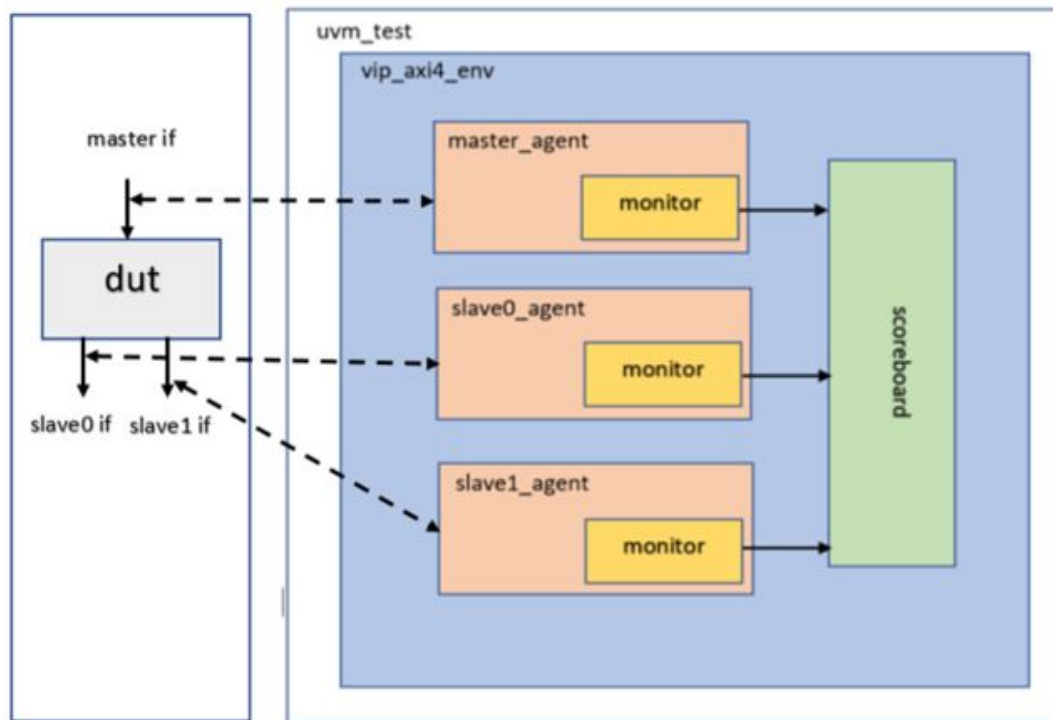 uvm_test
vip_axi4_env
master if
master_agent
monitor
dut
slave0_agent
monitor
slave0 if
slave1 if
slave1_agent
monitor
scoreboard